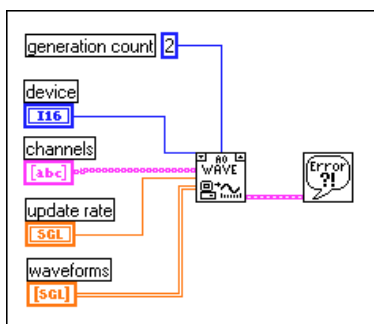 generation count 2
device
I16
channels
[abc]
update rate
SGL
waveforms
[SGL]
AO
WAVE
Error
?!